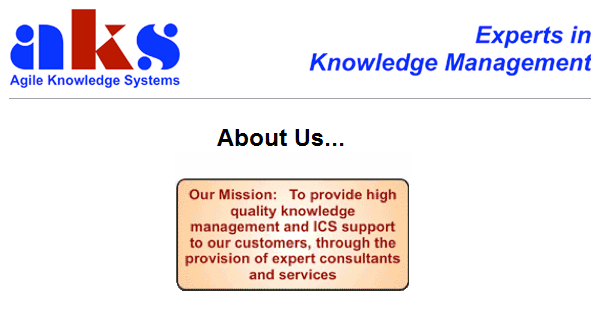 aks
Agile Knowledge Systems
Experts in
Knowledge Management
About Us...
Our Mission: To provide high
quality knowledge
management and ICS support
to our customers, through the
provision of expert consultants
and services